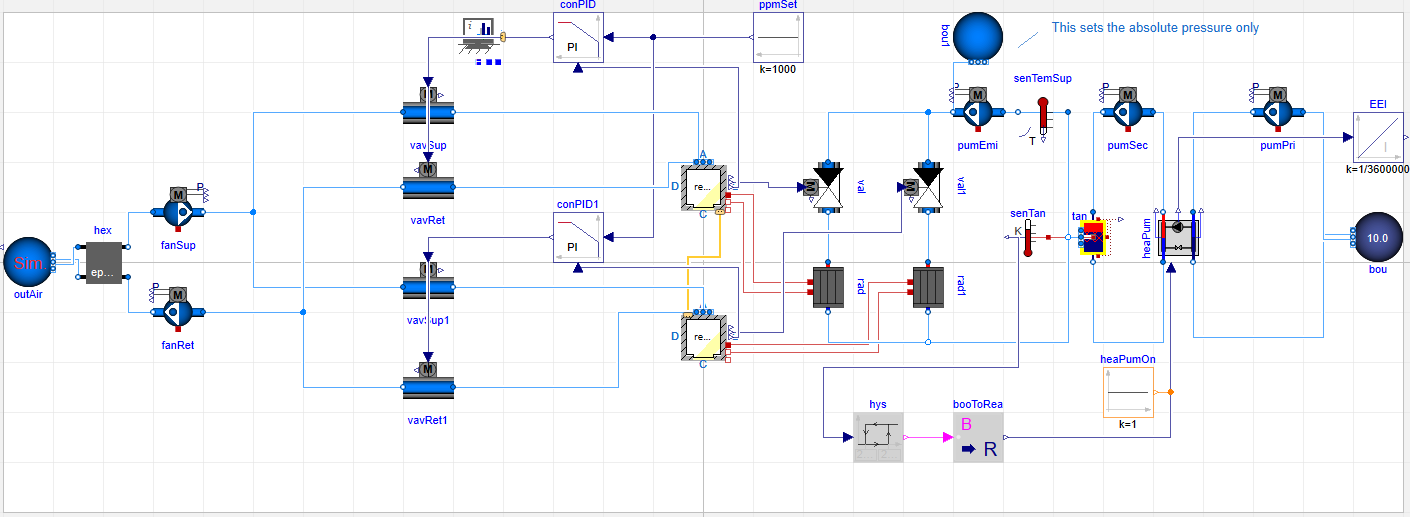 conPID
ppmSet
PI
k=1000
bou1
This sets the absolute pressure only
senTemSup
P
M
P
M
P
M
EEI
M
T
I
vavSup
pumEmi
pumSec
pumPri
k=1/3600000
M
A
re...
D
C
M
val
M
val1
P
M
vavRet
conPID1
senTan
tan
hex
fanSup
PI
K
heaPum
10.0
Sim.
ep...
bou
outAir
M
rad
rad1
P
M
vavSup1
re...
D
C
fanRet
heaPumOn
M
k=1
vavRet1
hys
booToRea
B
R